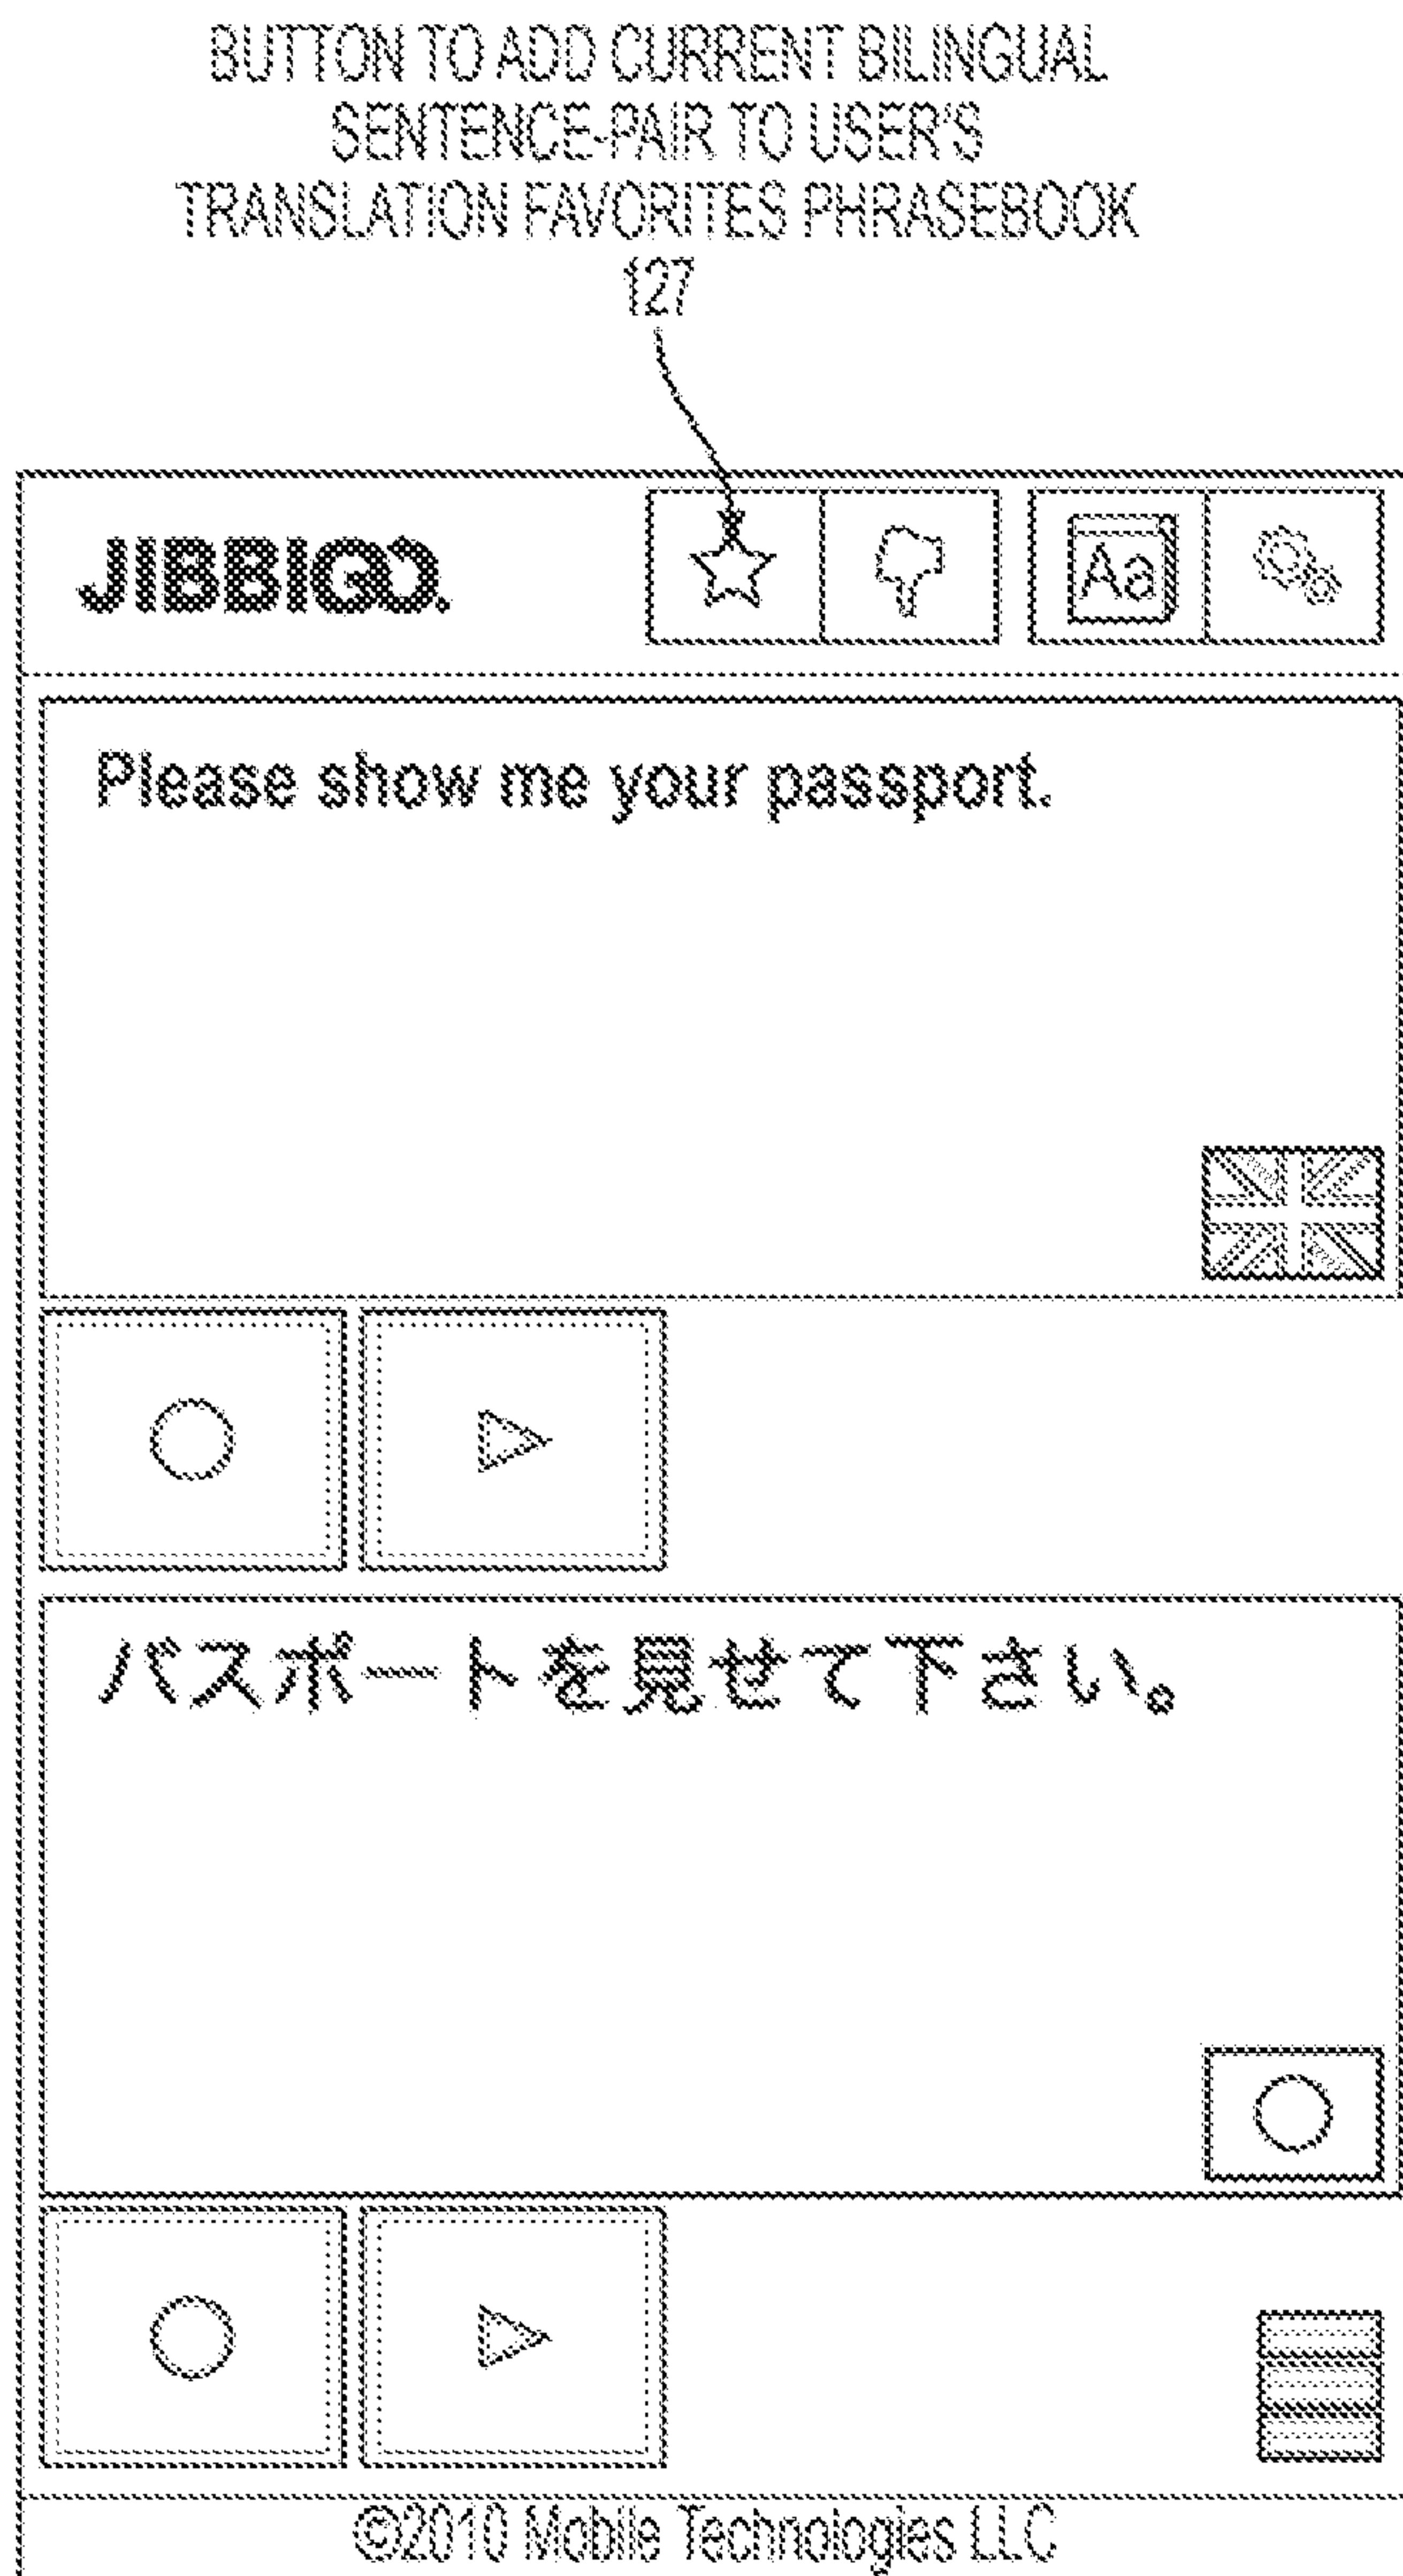 BUTTON TO ADD CURRENT BILINGUAL
SENTENCE-PAIR TO USER'S
TRANSLATION FAVORITES PHRASEBOOK
127
JIBBIGO.
Aa
Please show me your passport.
パスポートを見せて下さい。
©2010 Mobile Technologies LLC